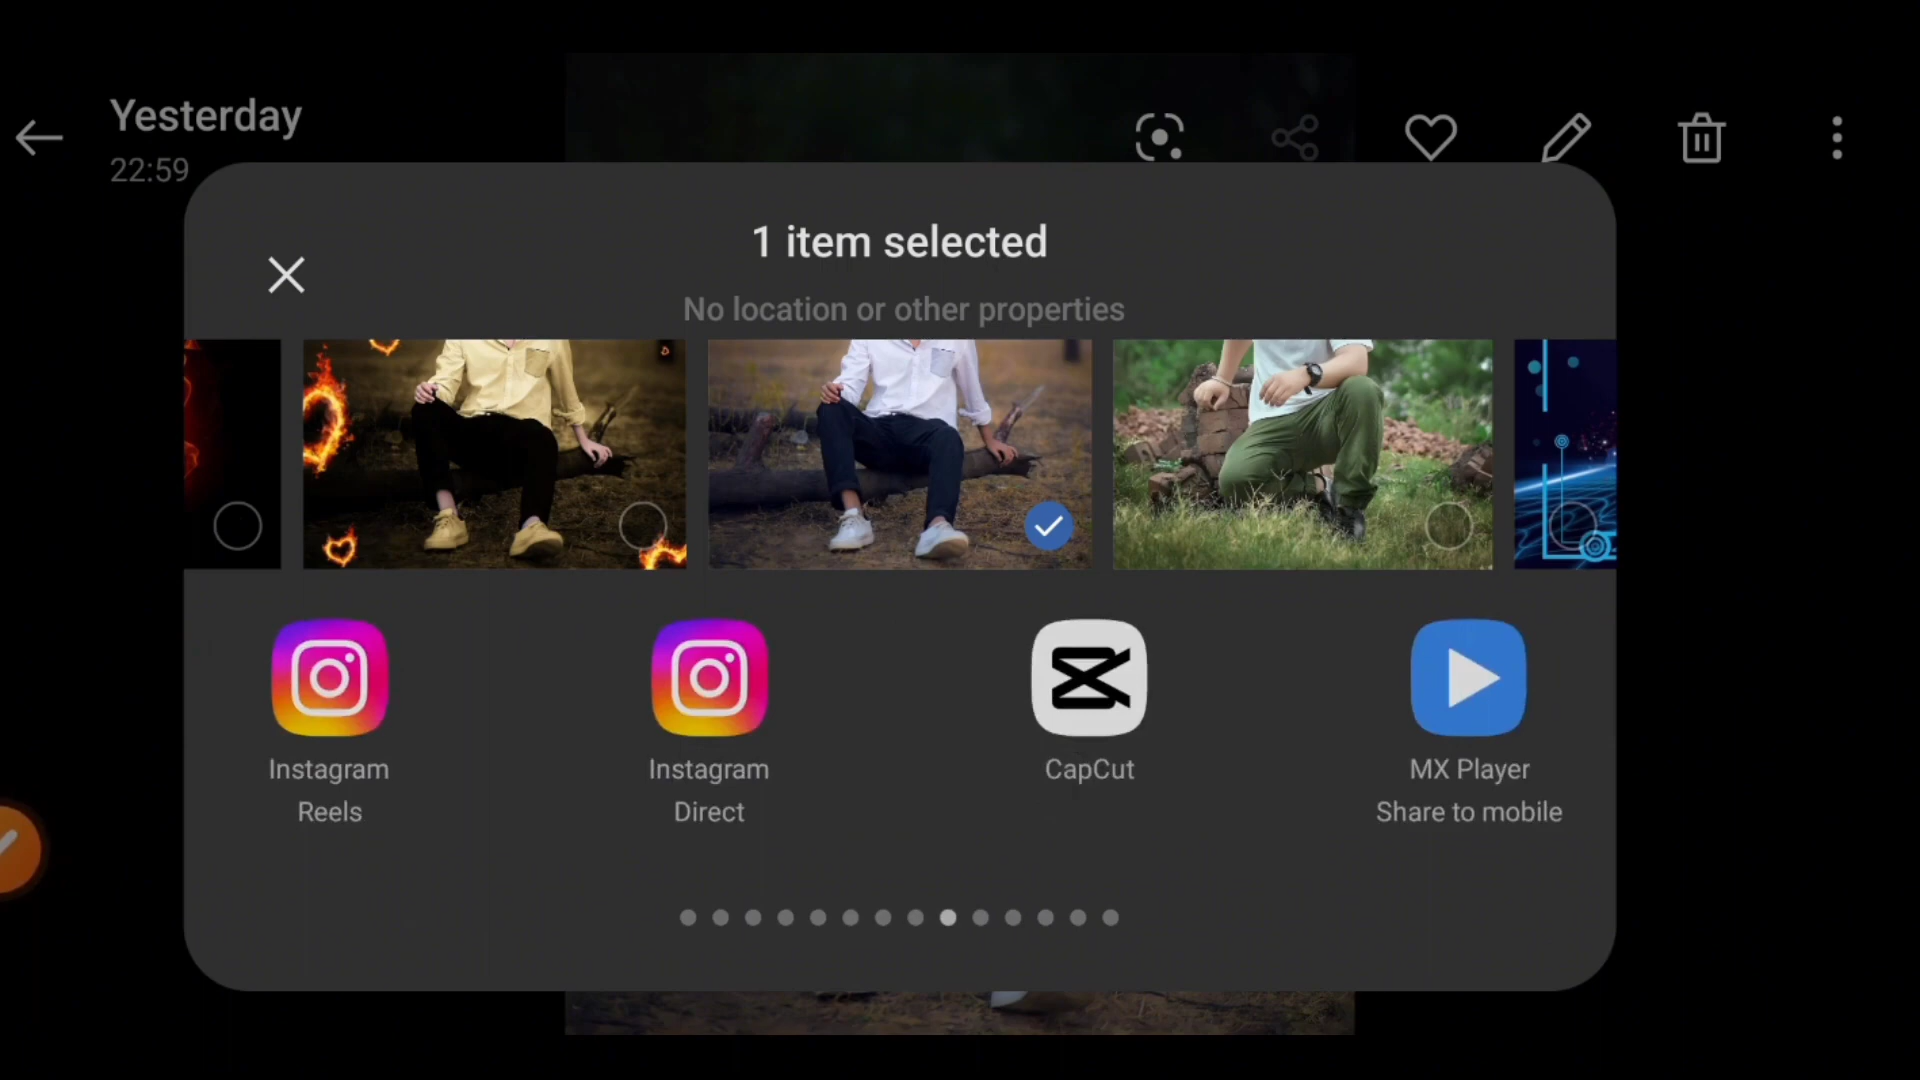 Yesterday
22:59
1 item selected
No location or other properties
Instagram
Reels
Instagram
Direct
CapCut
MX Player
Share to mobile